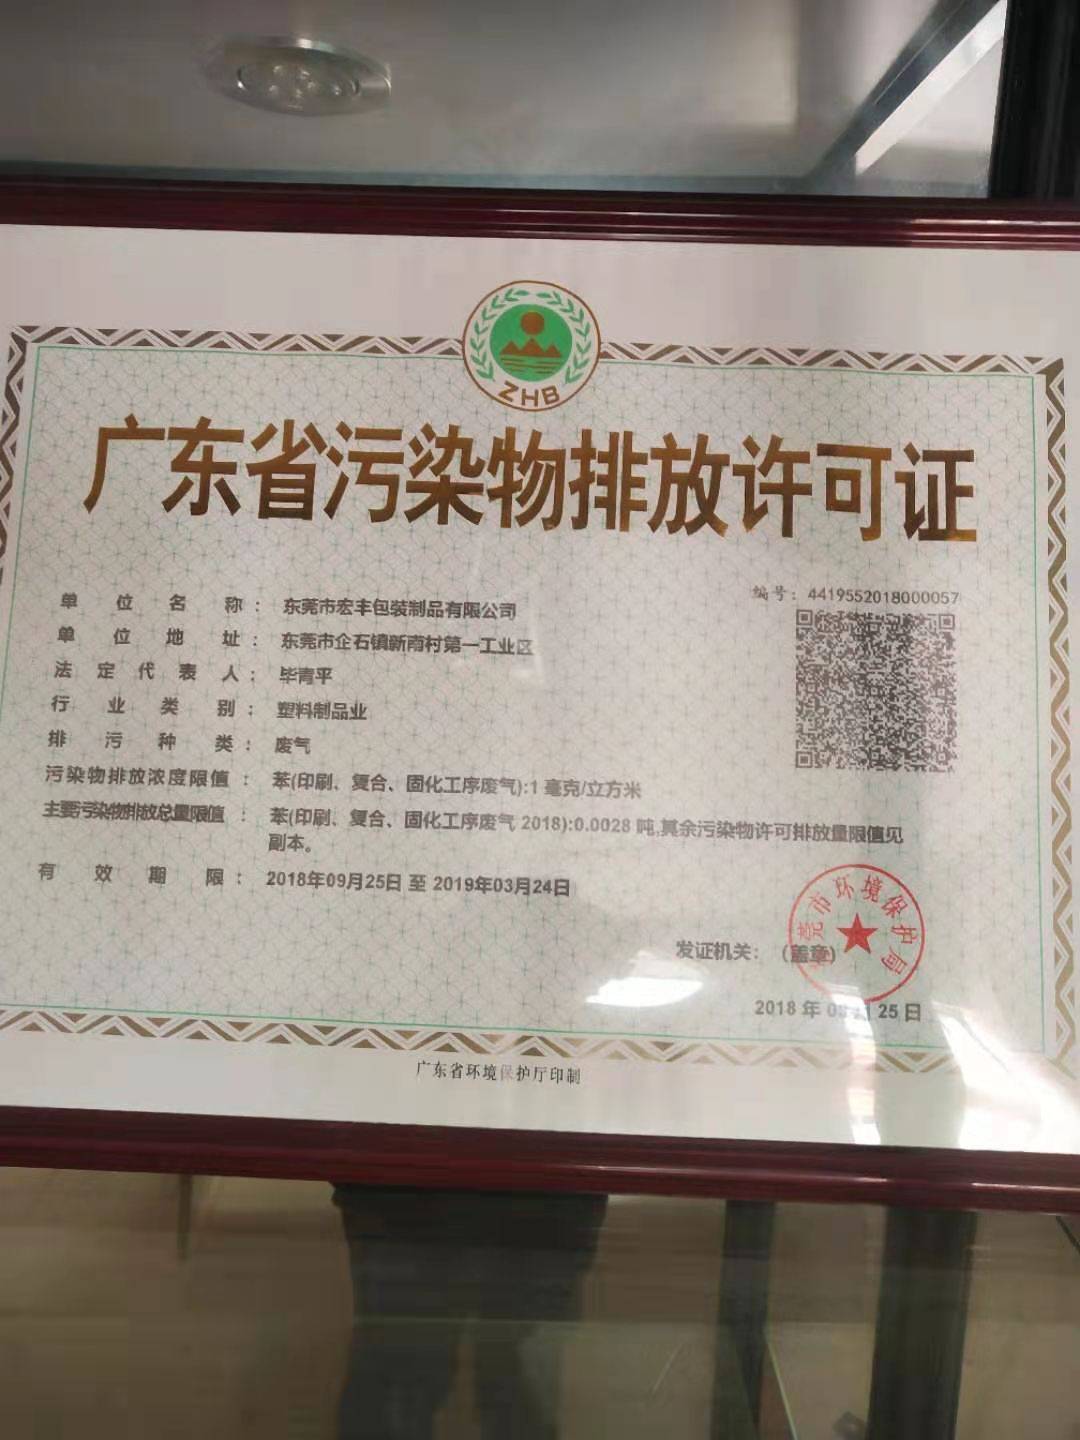 ZHB
广东省污染物排放许可证
编号：4419552018000057
单位名称：东莞市宏丰包装制品有限公司
单位地址：东莞市企石镇新南村第一工业区
法定代表人：毕青平
行业类别：塑料制品业
排污种类：废气
污染物排放浓度限值：苯(印刷、复合、固化工序废气):1 毫克/立方米
主要污染物排放总量限值：苯(印刷、复合、固化工序废气 2018):0.0028 吨,其余污染物许可排放量限值见
副本。
有效期限：2018年09月25日 至 2019年03月24日
莞市环境保护局
发证机关：（盖章）
2018 年 0 月 25 日
广东省环境保护厅印制